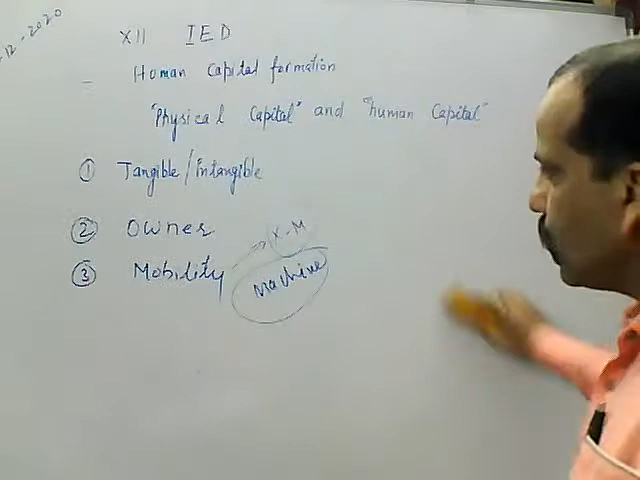 -12-2020
XII IED
- Human Capital formation
"Physical Capital" and "human Capital"
① Tangible/Intangible
② Owner
③ Mobility → X-M
Machine